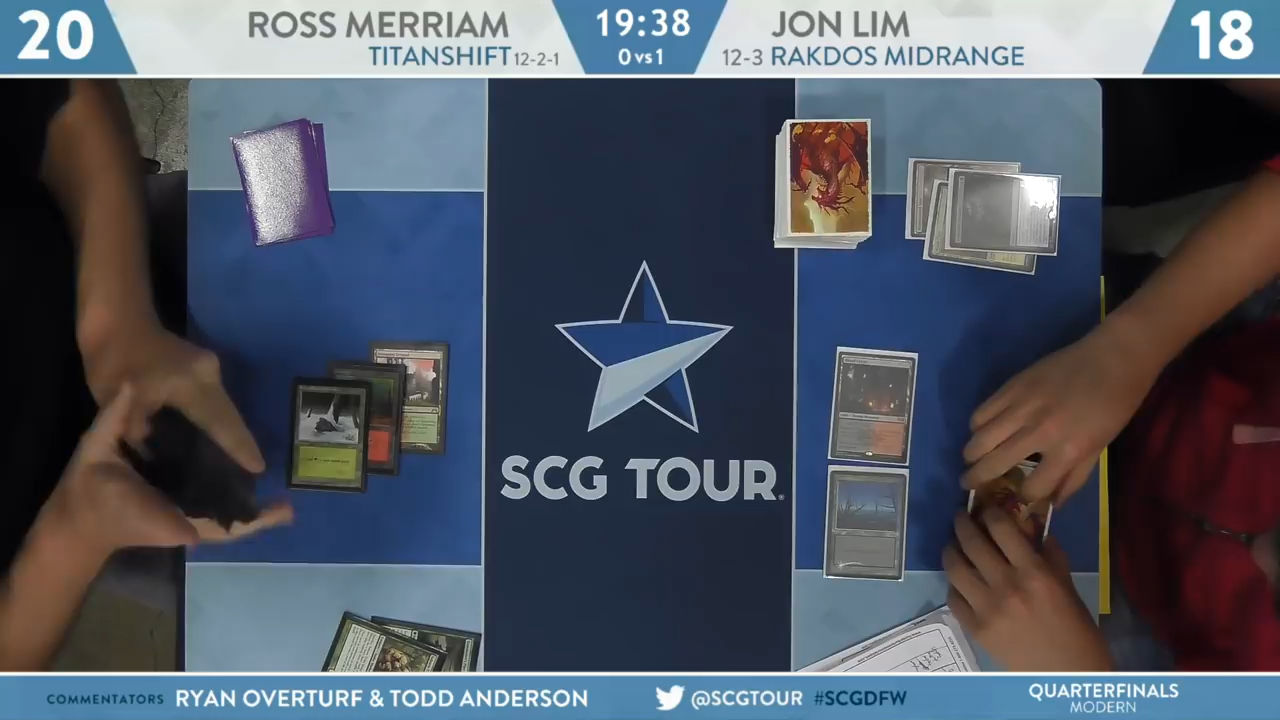 20
ROSS MERRIAM
TITANSHIFT 12-2-1
19:38
0 vs 1
JON LIM
12-3 RAKDOS MIDRANGE
18
SCG TOUR
COMMENTATORS RYAN OVERTURF & TODD ANDERSON
@SCGTOUR #SCGDFW
QUARTERFINALS
MODERN